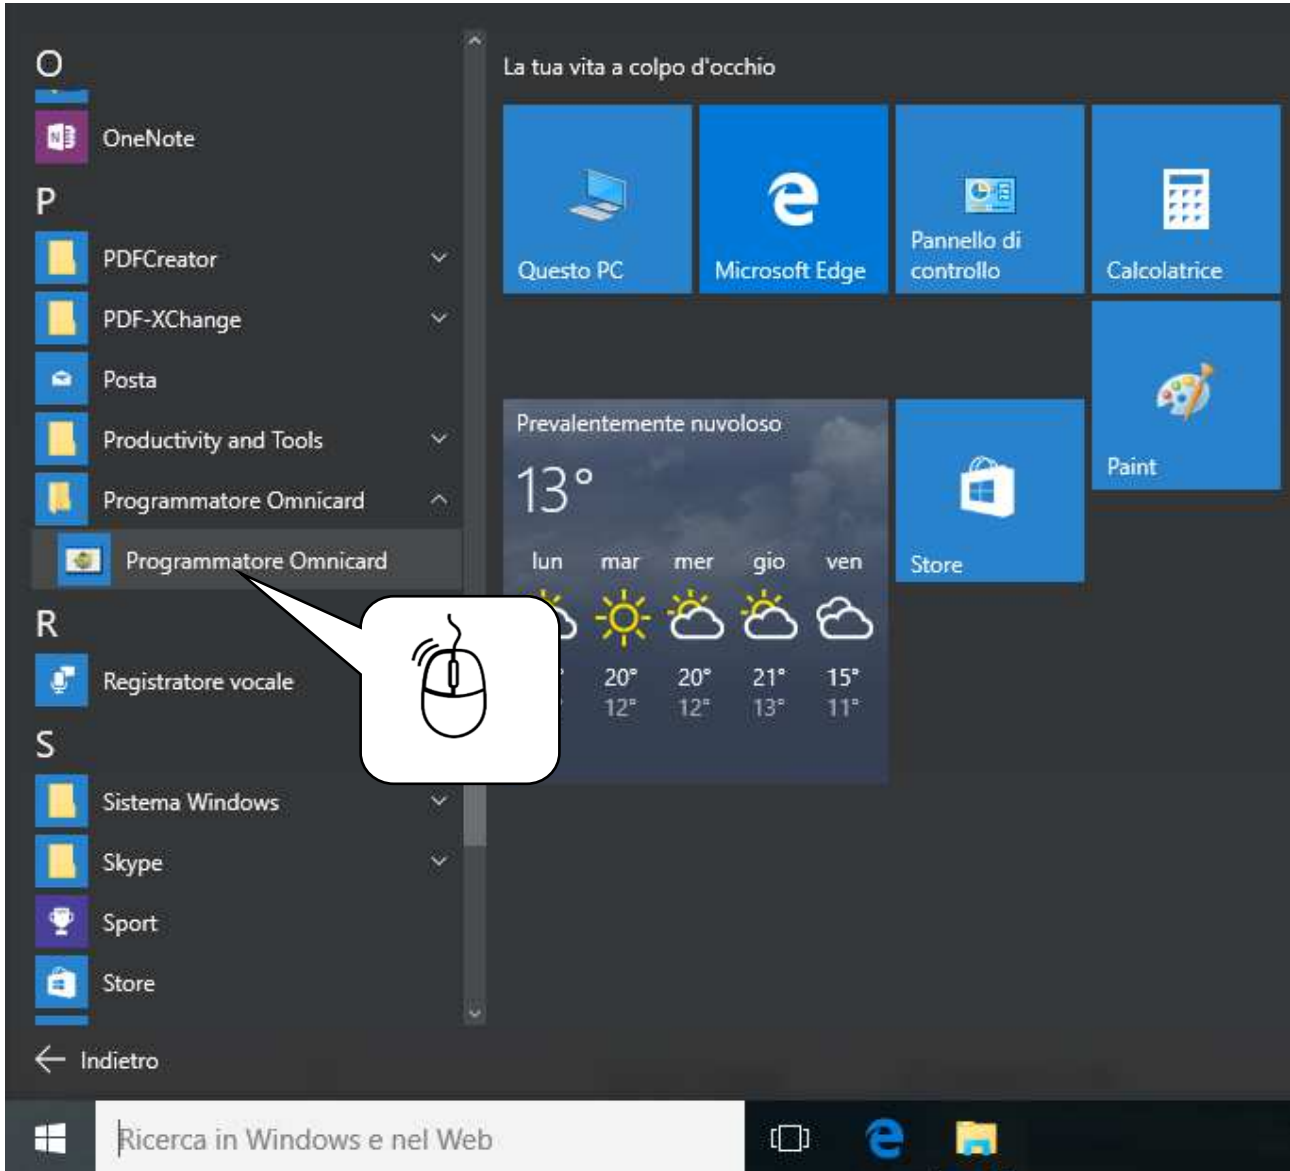 O
OneNote
P
PDFCreator
PDF-XChange
Posta
Productivity and Tools
Programmatore Omnicard
Programmatore Omnicard
R
Registratore vocale
S
Sistema Windows
Skype
Sport
Store
Indietro
Ricerca in Windows e nel Web
La tua vita a colpo d'occhio
Questo PC
Microsoft Edge
Pannello di
controllo
Calcolatrice
Paint
Prevalentemente nuvoloso
13°
lun mar mer gio ven
20° 20° 21° 15°
12° 12° 13° 11°
Store